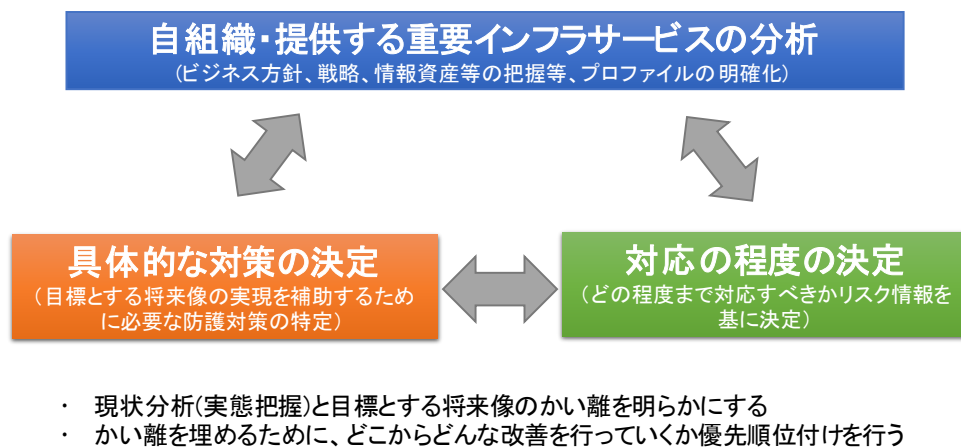 自組織・提供する重要インフラサービスの分析
(ビジネス方針、戦略、情報資産等の把握等、プロファイルの明確化)
具体的な対策の決定
(目標とする将来像の実現を補助するため
に必要な防護対策の特定)
対応の程度の決定
(どの程度まで対応すべきかリスク情報を
基に決定)
・ 現状分析(実態把握)と目標とする将来像のかい離を明らかにする
・ かい離を埋めるために、どこからどんな改善を行っていくか優先順位付けを行う